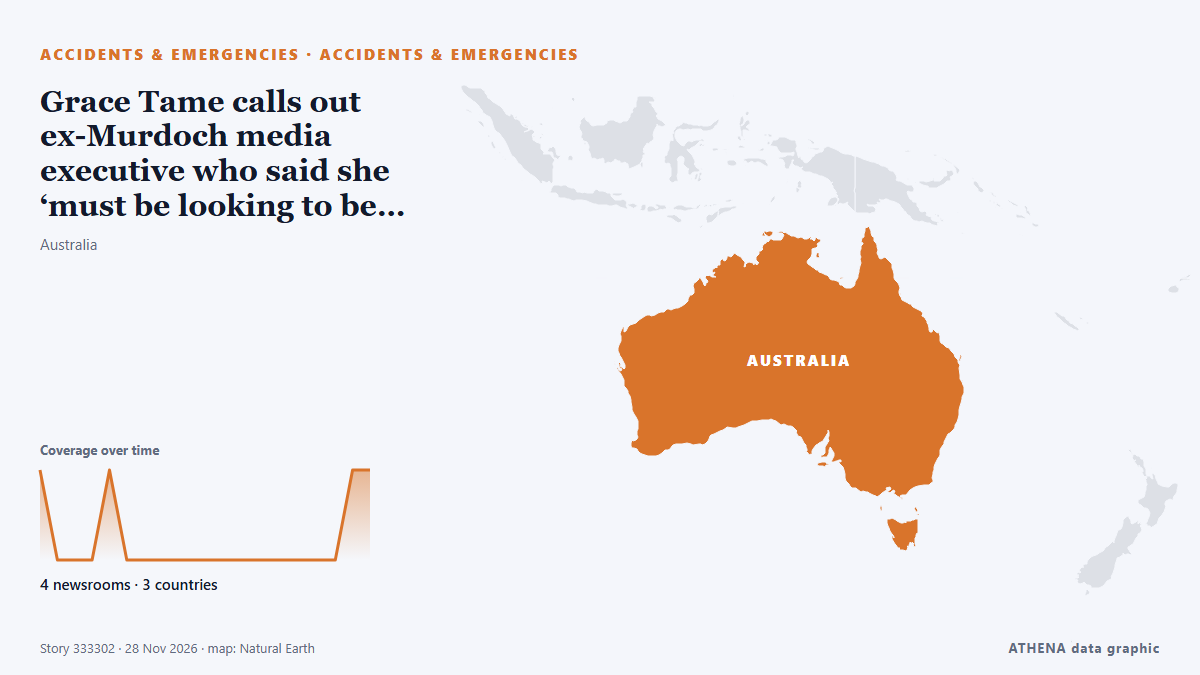 ACCIDENTS & EMERGENCIES · ACCIDENTS & EMERGENCIES
Grace Tame calls out
ex-Murdoch media
executive who said she
‘must be looking to be...
Australia
AUSTRALIA
Coverage over time
4 newsrooms · 3 countries
Story 333302 · 28 Nov 2026 · map: Natural Earth
ATHENA data graphic